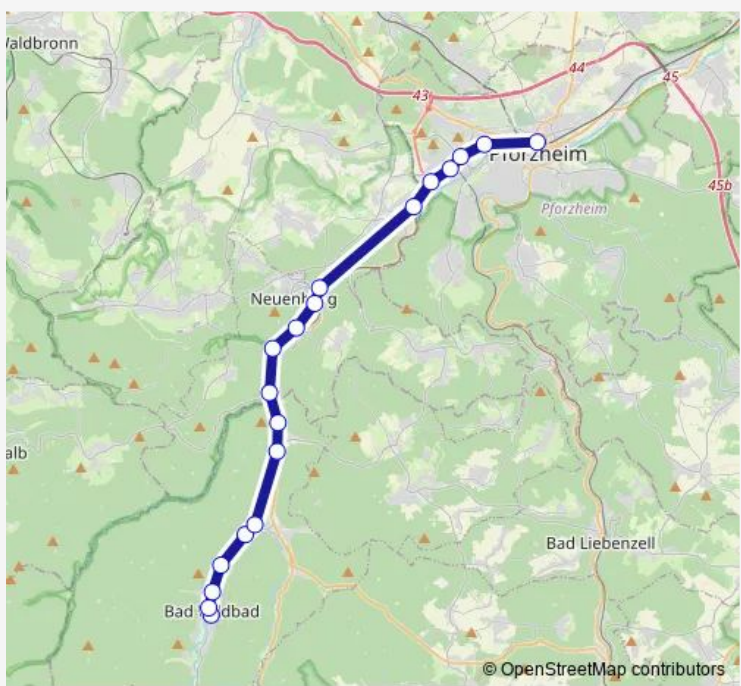 Waldbronn
44
45
43
Pforzheim
45b
Pforzheim
Neuenbürg
alb
Bad Liebenzell
Bad Wildbad
© OpenStreetMap contributors